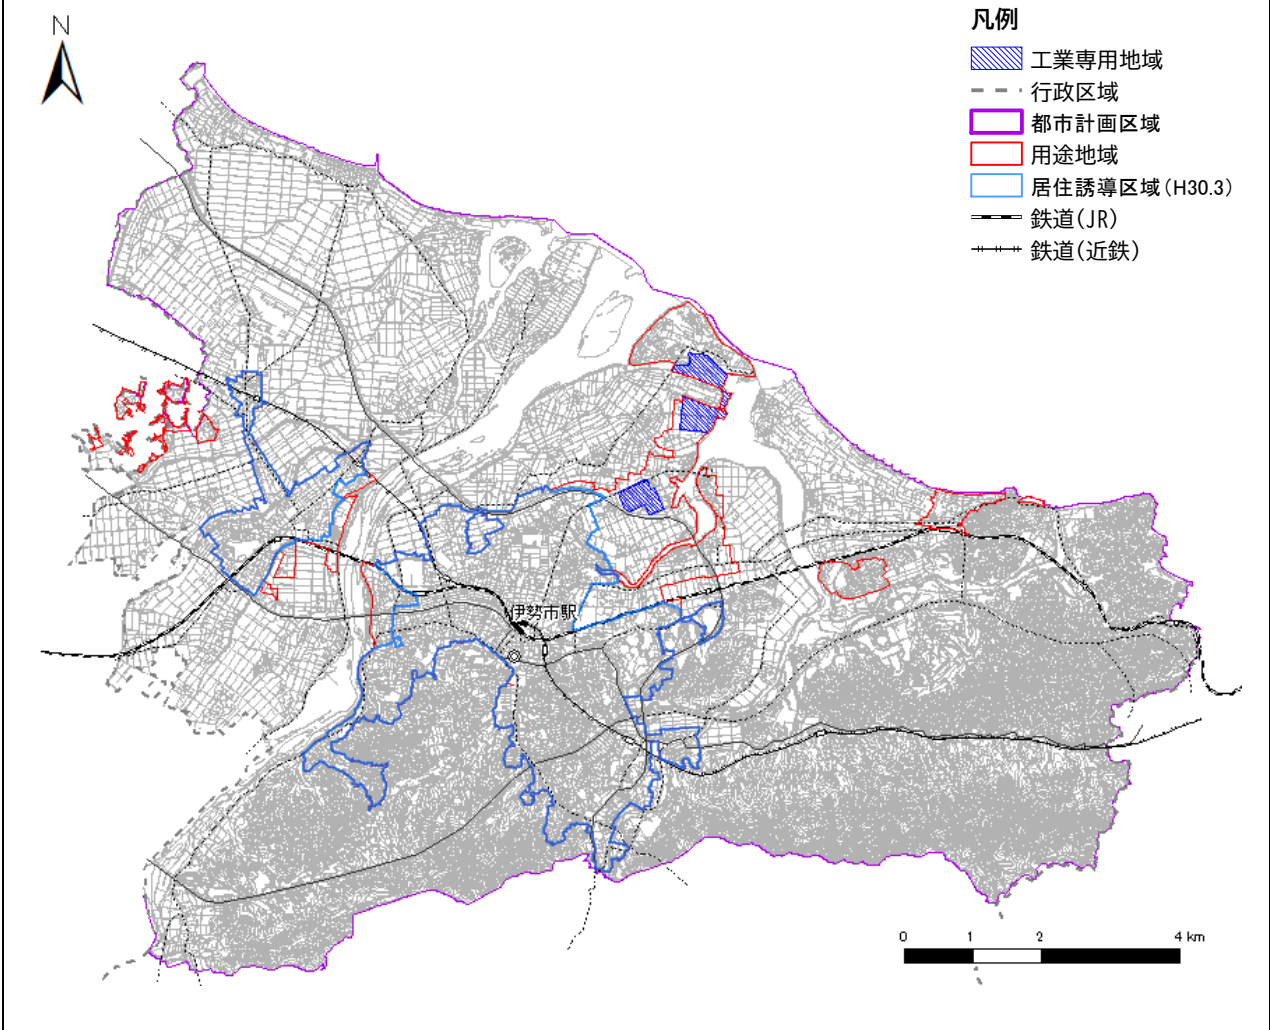 N
凡例
工業専用地域
行政区域
都市計画区域
用途地域
居住誘導区域(H30.3)
鉄道(JR)
鉄道(近鉄)
伊勢市駅
0 1 2 4 km